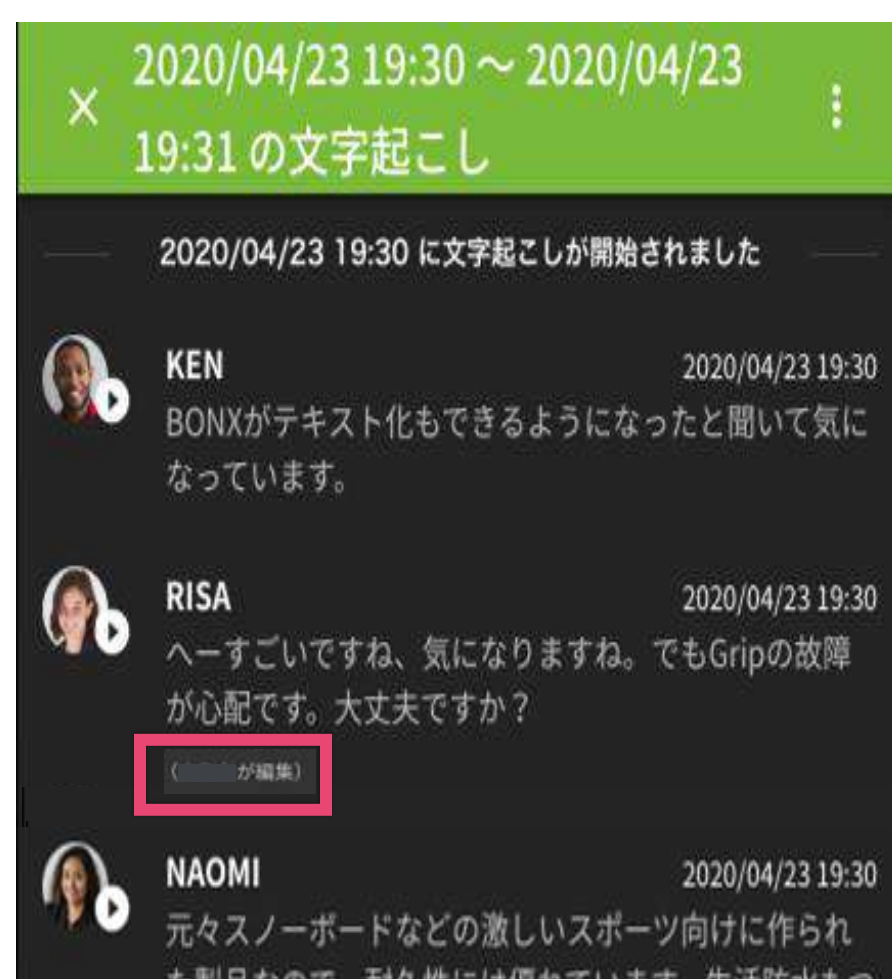 2020/04/23 19:30 ～ 2020/04/23
19:31 の文字起こし
2020/04/23 19:30 に文字起こしが開始されました
KEN
2020/04/23 19:30
BONXがテキスト化もできるようになったと聞いて気に
なっています。
RISA
2020/04/23 19:30
へーすごいですね、気になりますね。でもGripの故障
が心配です。大丈夫ですか？
（ が編集）
NAOMI
2020/04/23 19:30
元々スノーボードなどの激しいスポーツ向けに作られ